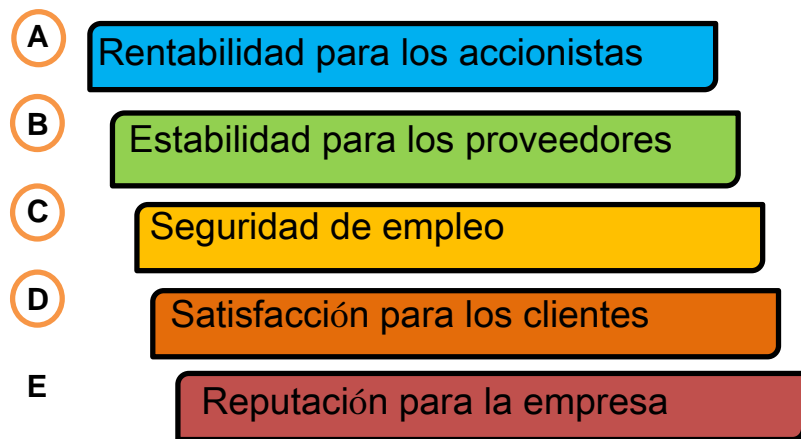 A Rentabilidad para los accionistas
B Estabilidad para los proveedores
C Seguridad de empleo
D Satisfacción para los clientes
E Reputación para la empresa